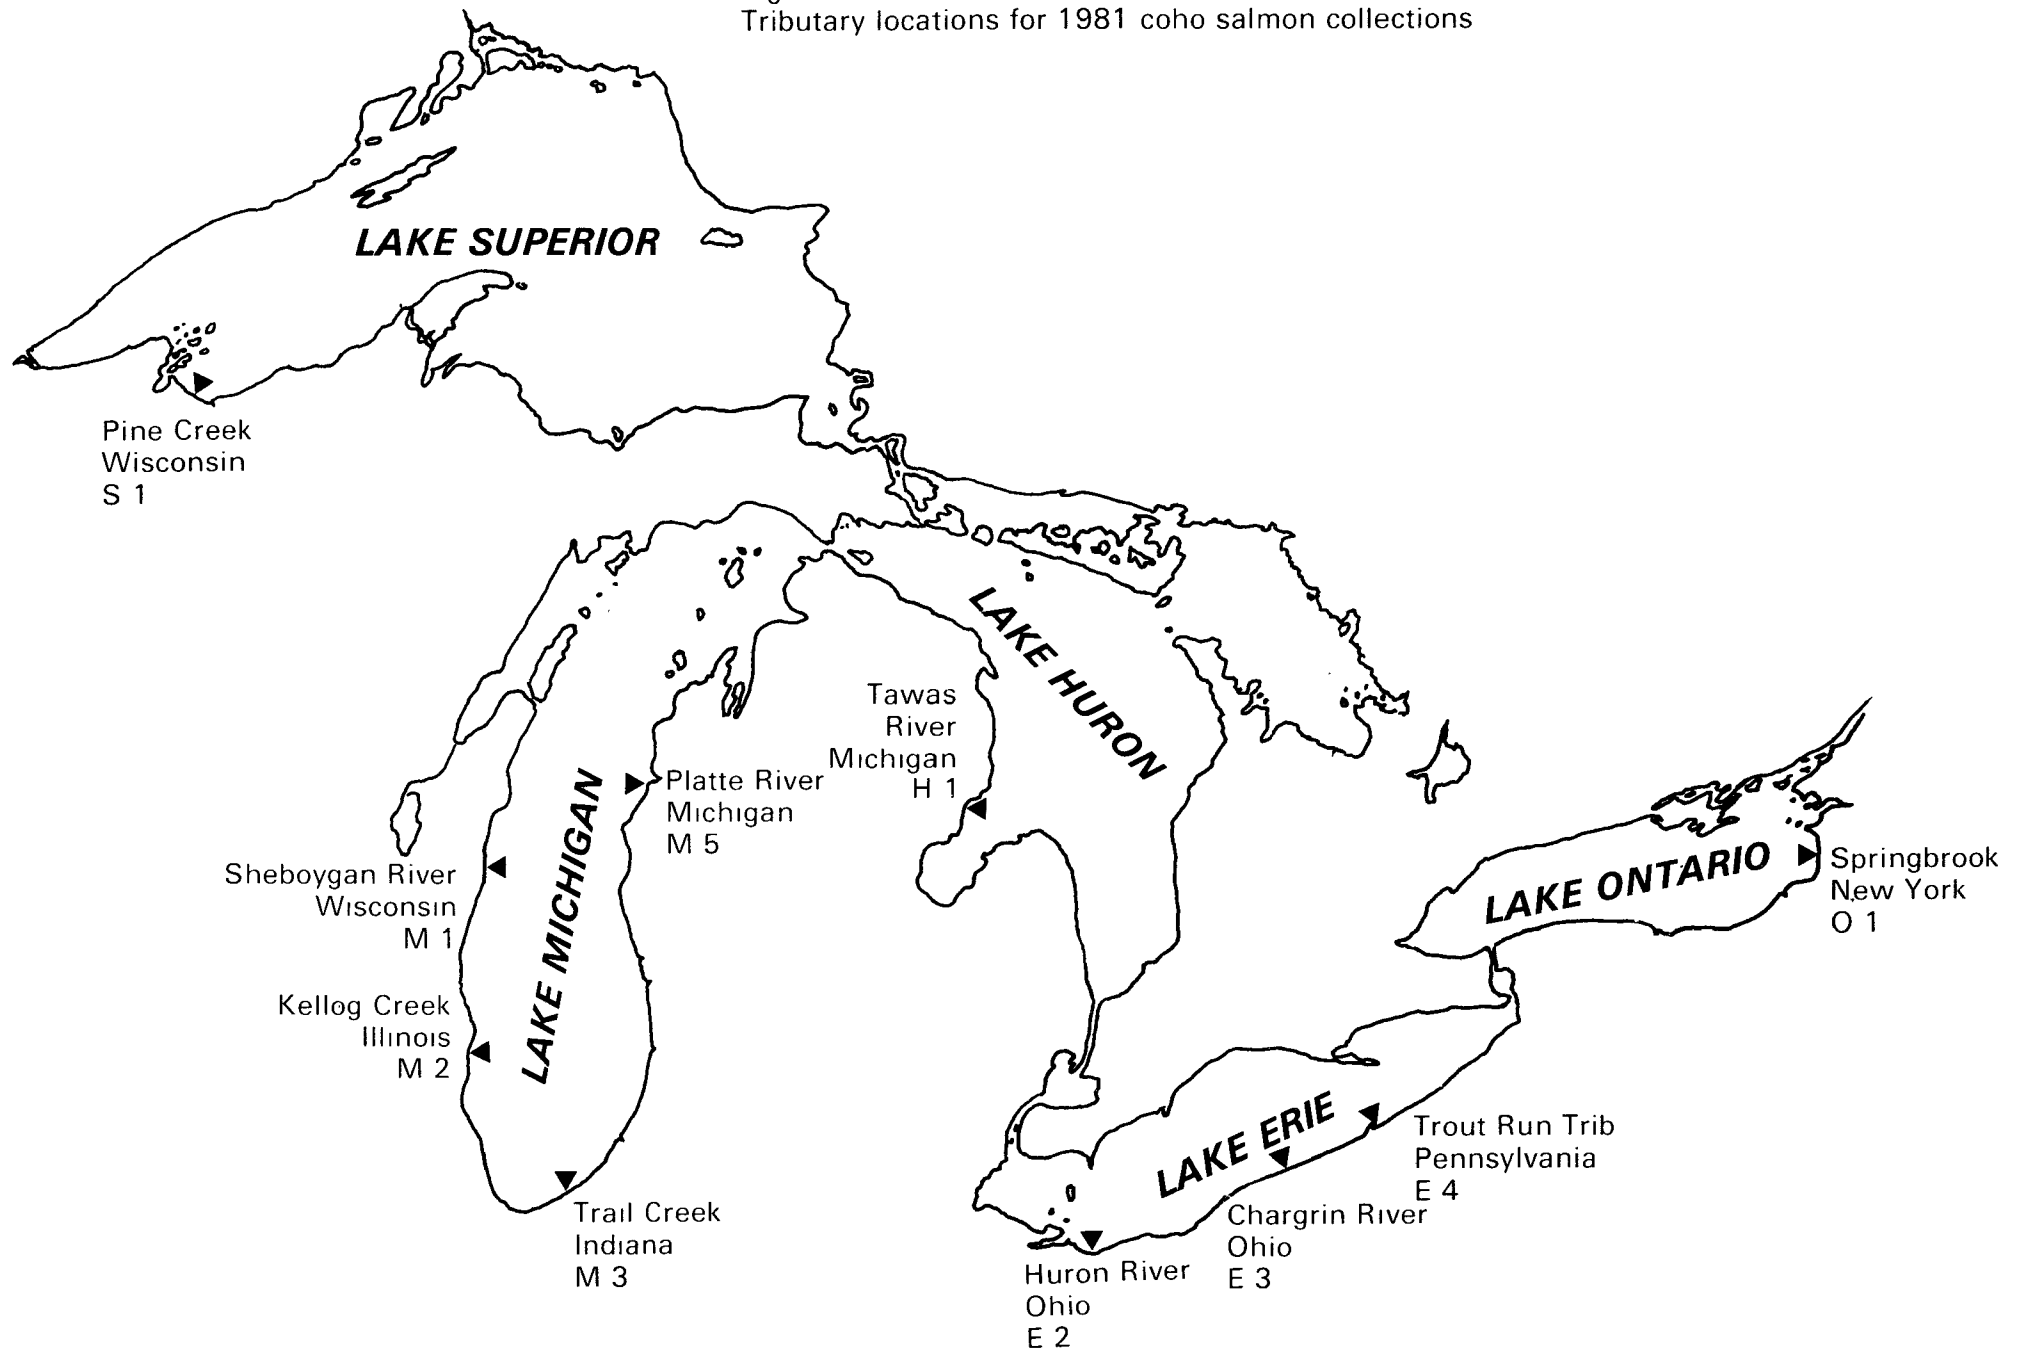 Tributary locations for 1981 coho salmon collections
LAKE SUPERIOR
Pine Creek
Wisconsin
S 1
LAKE HURON
Tawas
River
Michigan
H 1
Platte River
Michigan
M 5
LAKE MICHIGAN
Sheboygan River
Wisconsin
M 1
Kellog Creek
Illinois
M 2
Trail Creek
Indiana
M 3
LAKE ONTARIO
Springbrook
New York
O 1
LAKE ERIE
Trout Run Trib
Pennsylvania
E 4
Chargrin River
Ohio
E 3
Huron River
Ohio
E 2